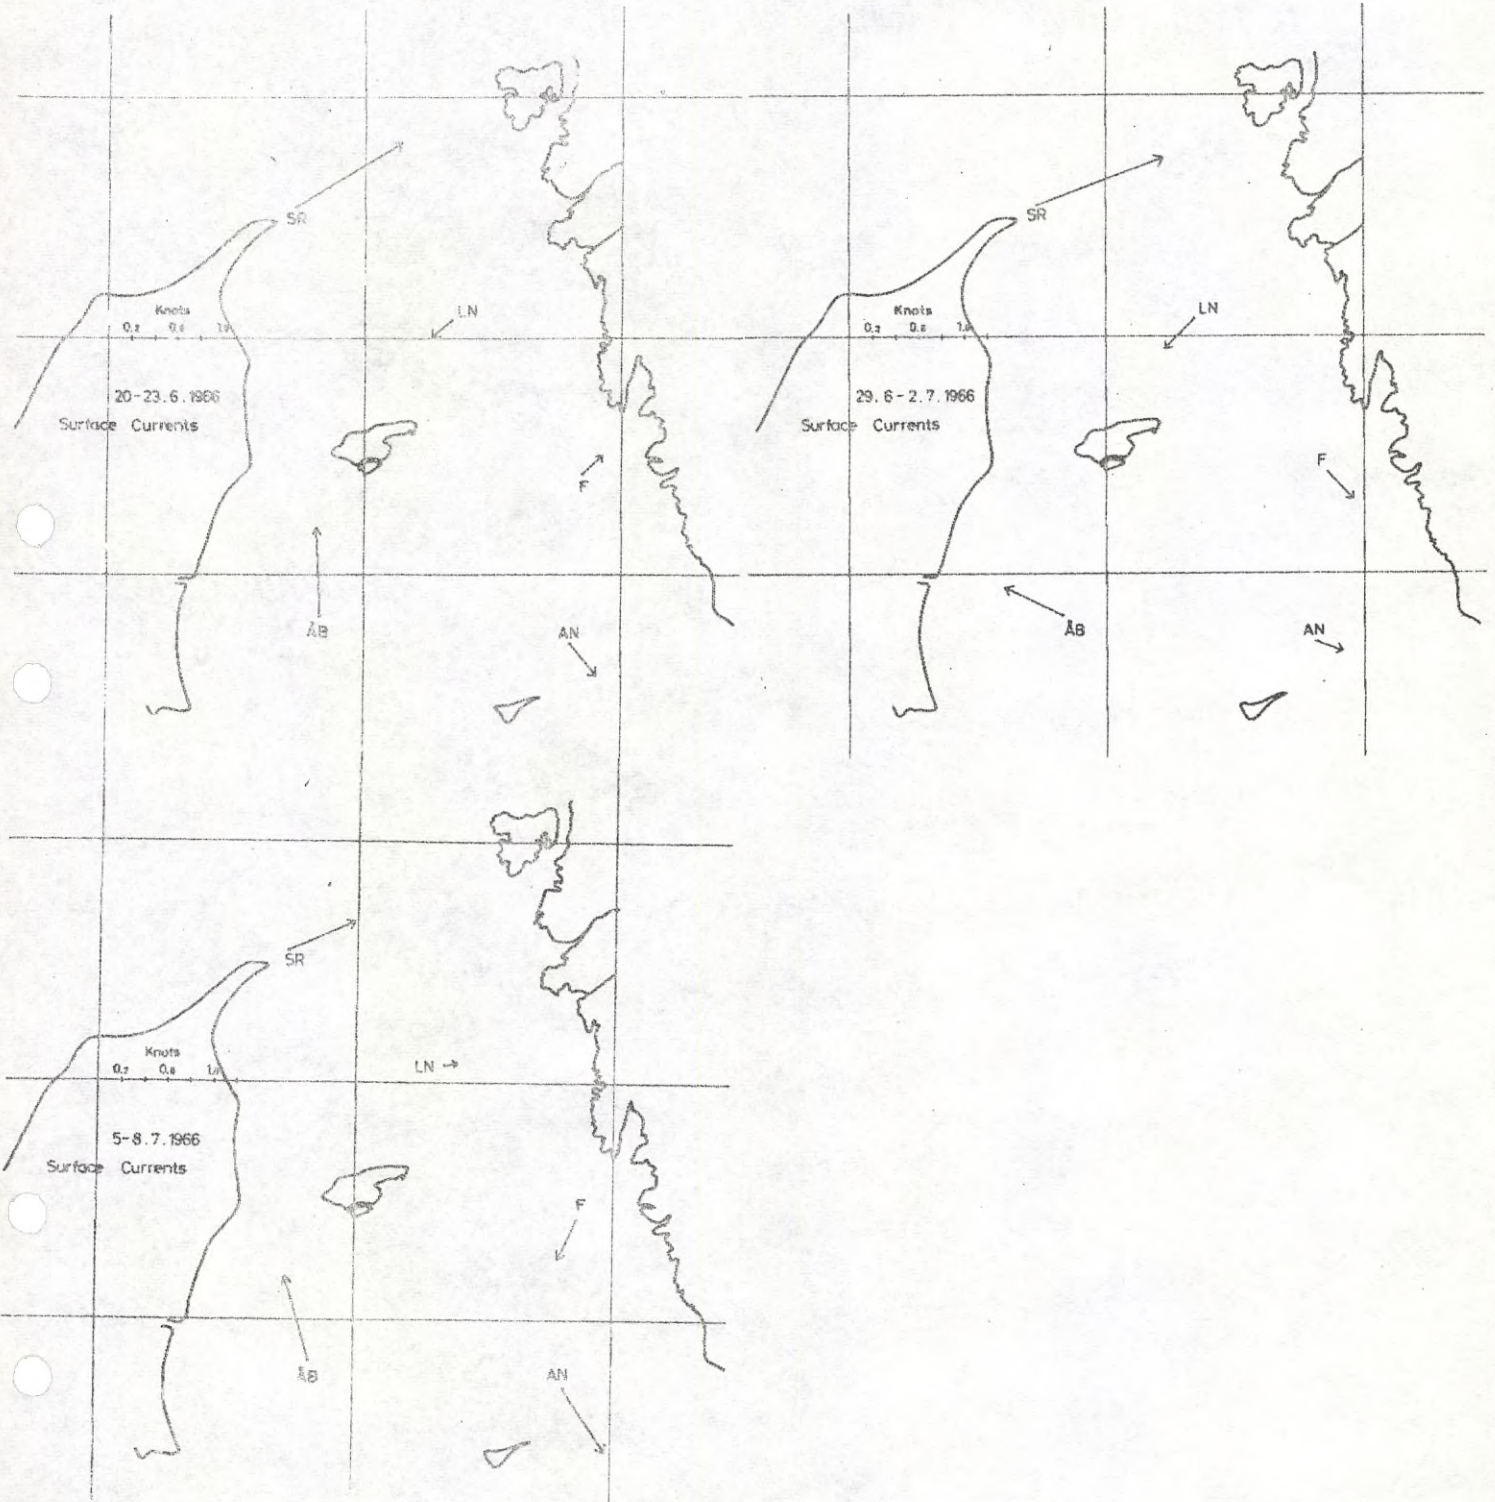 SR
LN
Knots
0.2 0.6 1.0
20-23.6.1966
Surface Currents
F
ÅB
AN
SR
LN
Knots
0.2 0.6 1.0
29.6-2.7.1966
Surface Currents
F
ÅB
AN
SR
Knots
0.2 0.6 1.0
LN
5-8.7.1966
Surface Currents
F
ÅB
AN